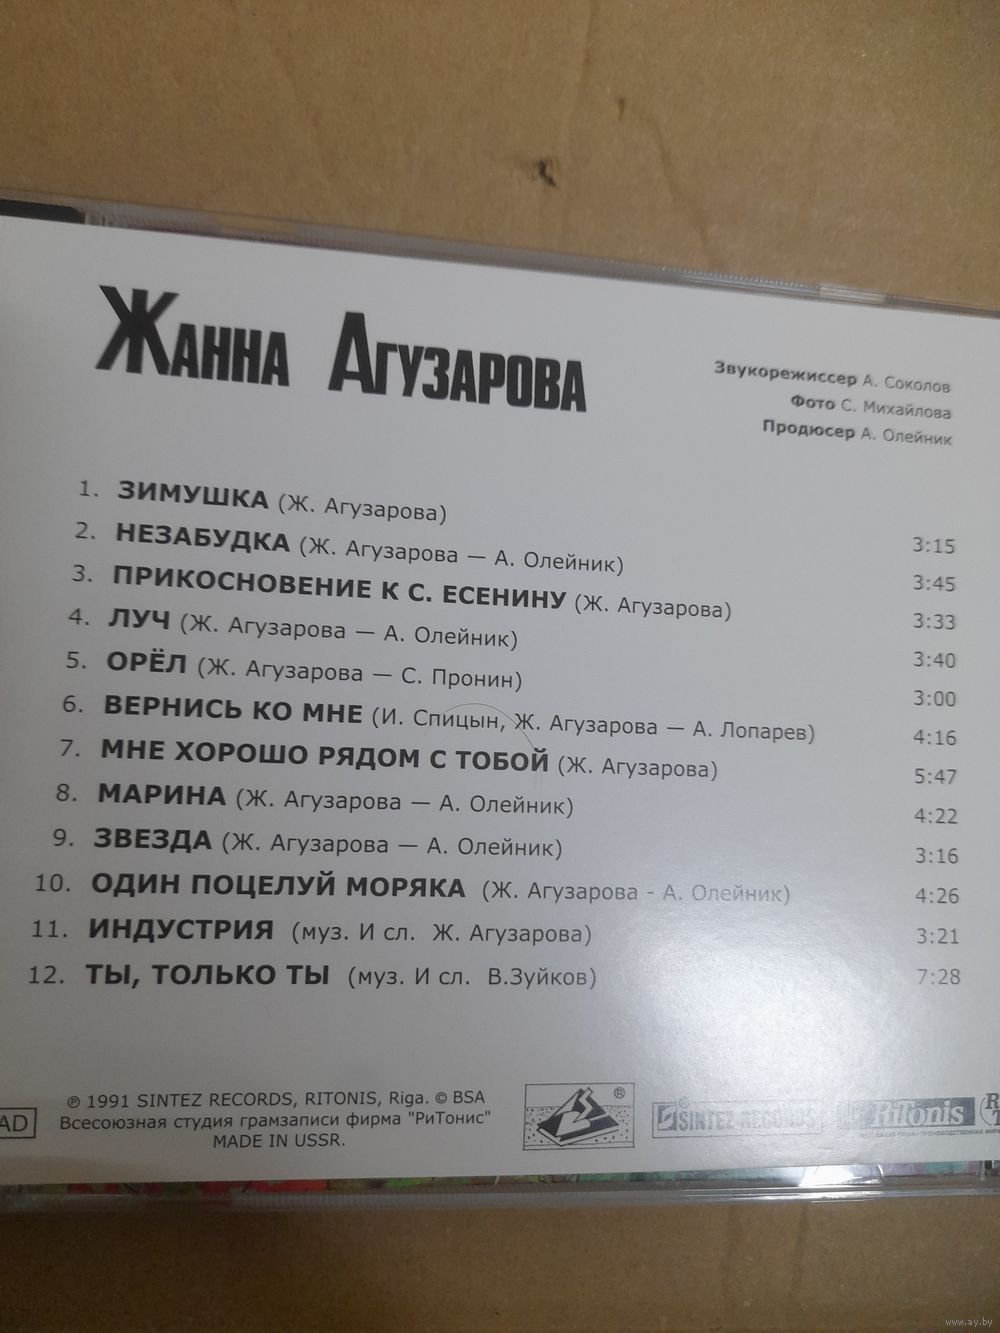 Жанна Агузарова
Звукорежиссер А. Соколов
Фото С. Михайлова
Продюсер А. Олейник
1. ЗИМУШКА (Ж. Агузарова) 3:15
2. НЕЗАБУДКА (Ж. Агузарова — А. Олейник) 3:45
3. ПРИКОСНОВЕНИЕ К С. ЕСЕНИНУ (Ж. Агузарова) 3:33
4. ЛУЧ (Ж. Агузарова — А. Олейник) 3:40
5. ОРЁЛ (Ж. Агузарова — С. Пронин) 3:00
6. ВЕРНИСЬ КО МНЕ (И. Спицын, Ж. Агузарова — А. Лопарев) 4:16
7. МНЕ ХОРОШО РЯДОМ С ТОБОЙ (Ж. Агузарова) 5:47
8. МАРИНА (Ж. Агузарова — А. Олейник) 4:22
9. ЗВЕЗДА (Ж. Агузарова — А. Олейник) 3:16
10. ОДИН ПОЦЕЛУЙ МОРЯКА (Ж. Агузарова - А. Олейник) 4:26
11. ИНДУСТРИЯ (муз. И сл. Ж. Агузарова) 3:21
12. ТЫ, ТОЛЬКО ТЫ (муз. И сл. В.Зуйков) 7:28
℗ 1991 SINTEZ RECORDS, RITONIS, Riga. © BSA
Всесоюзная студия грамзаписи фирма "РиТонис"
MADE IN USSR.
AD
®
SINTEZ RECORDS
RiTonis
www.ay.by